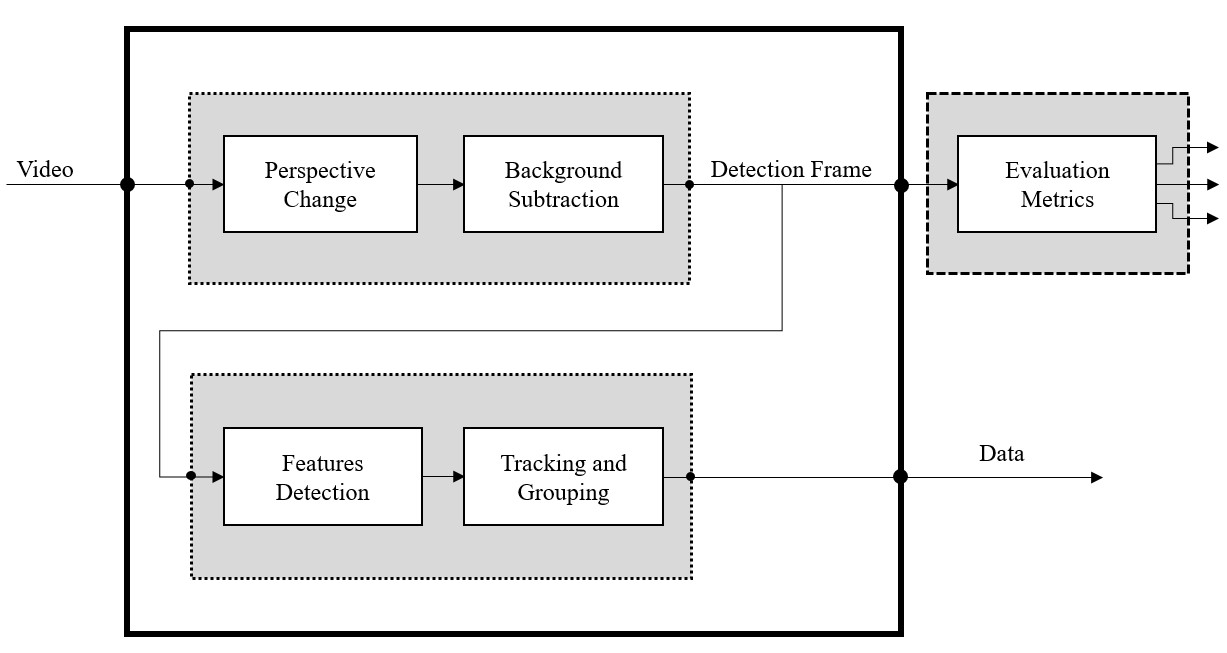 Video
Perspective
Change
Background
Subtraction
Detection Frame
Evaluation
Metrics
Features
Detection
Tracking and
Grouping
Data